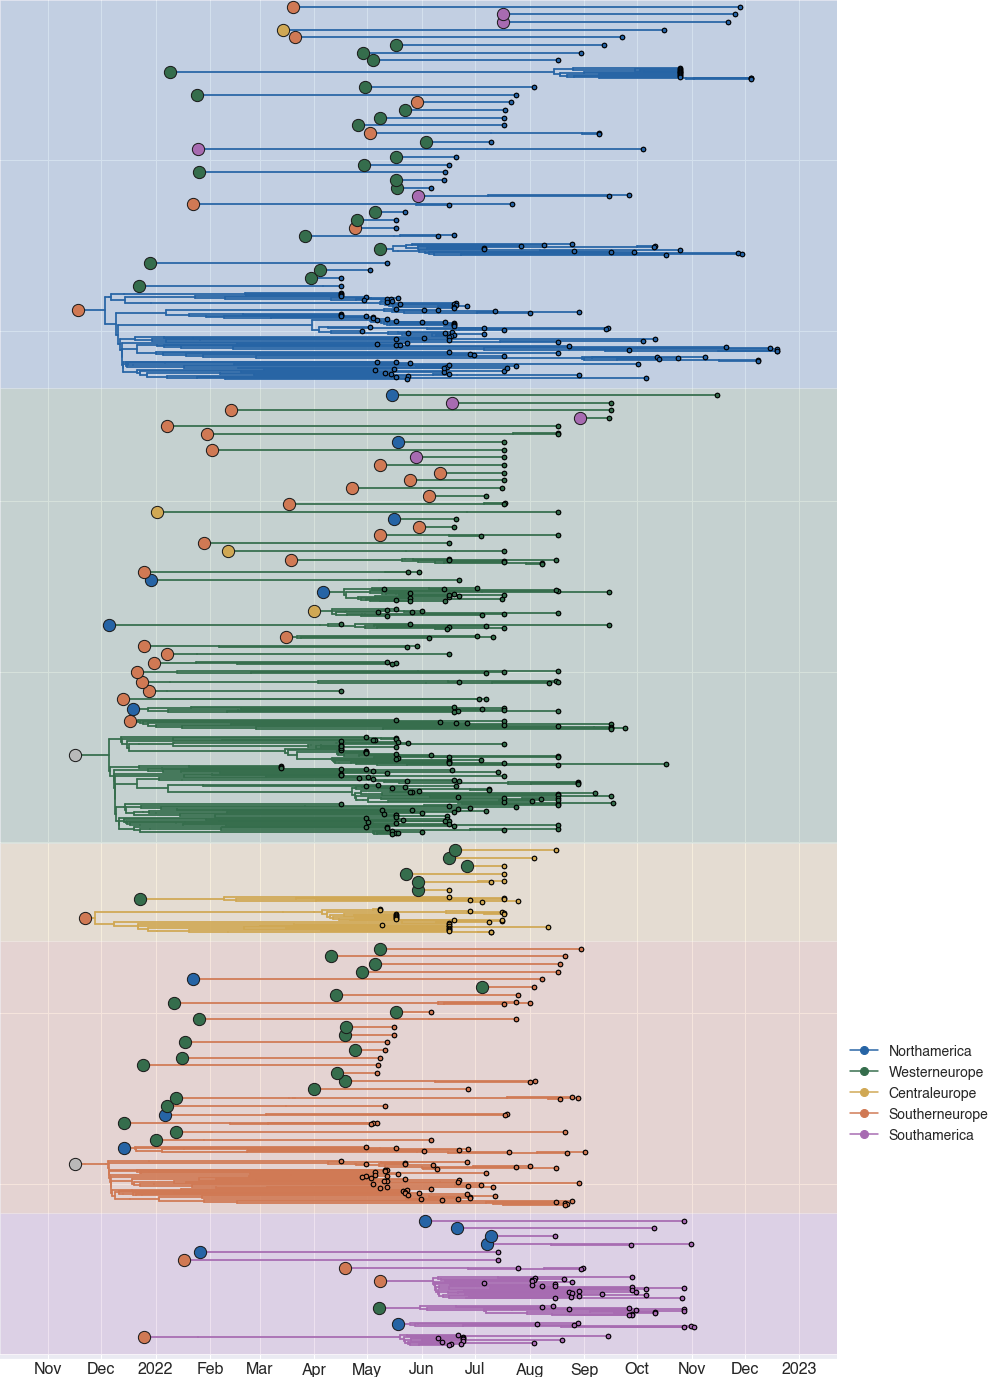 Northamerica
Westerneurope
Centraleurope
Southerneurope
Southamerica
Nov Dec 2022 Feb Mar Apr May Jun Jul Aug Sep Oct Nov Dec 2023